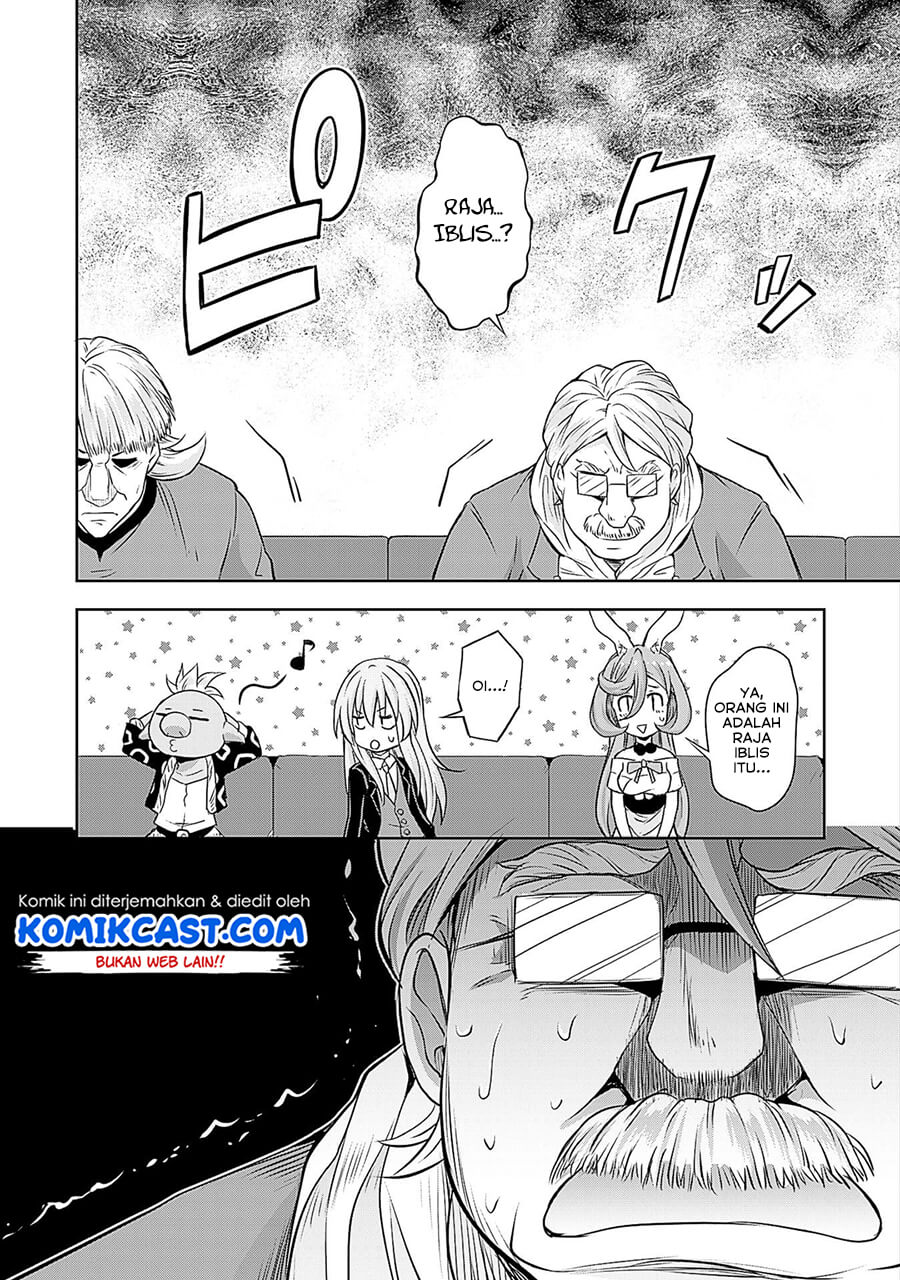 ピクッ
RAJA...
IBLIS...?
OI...!
YA,
ORANG INI
ADALAH
RAJA
IBLIS
ITU...
Komik ini diterjemahkan & diedit oleh
KOMIKCAST.COM
BUKAN WEB LAIN!!